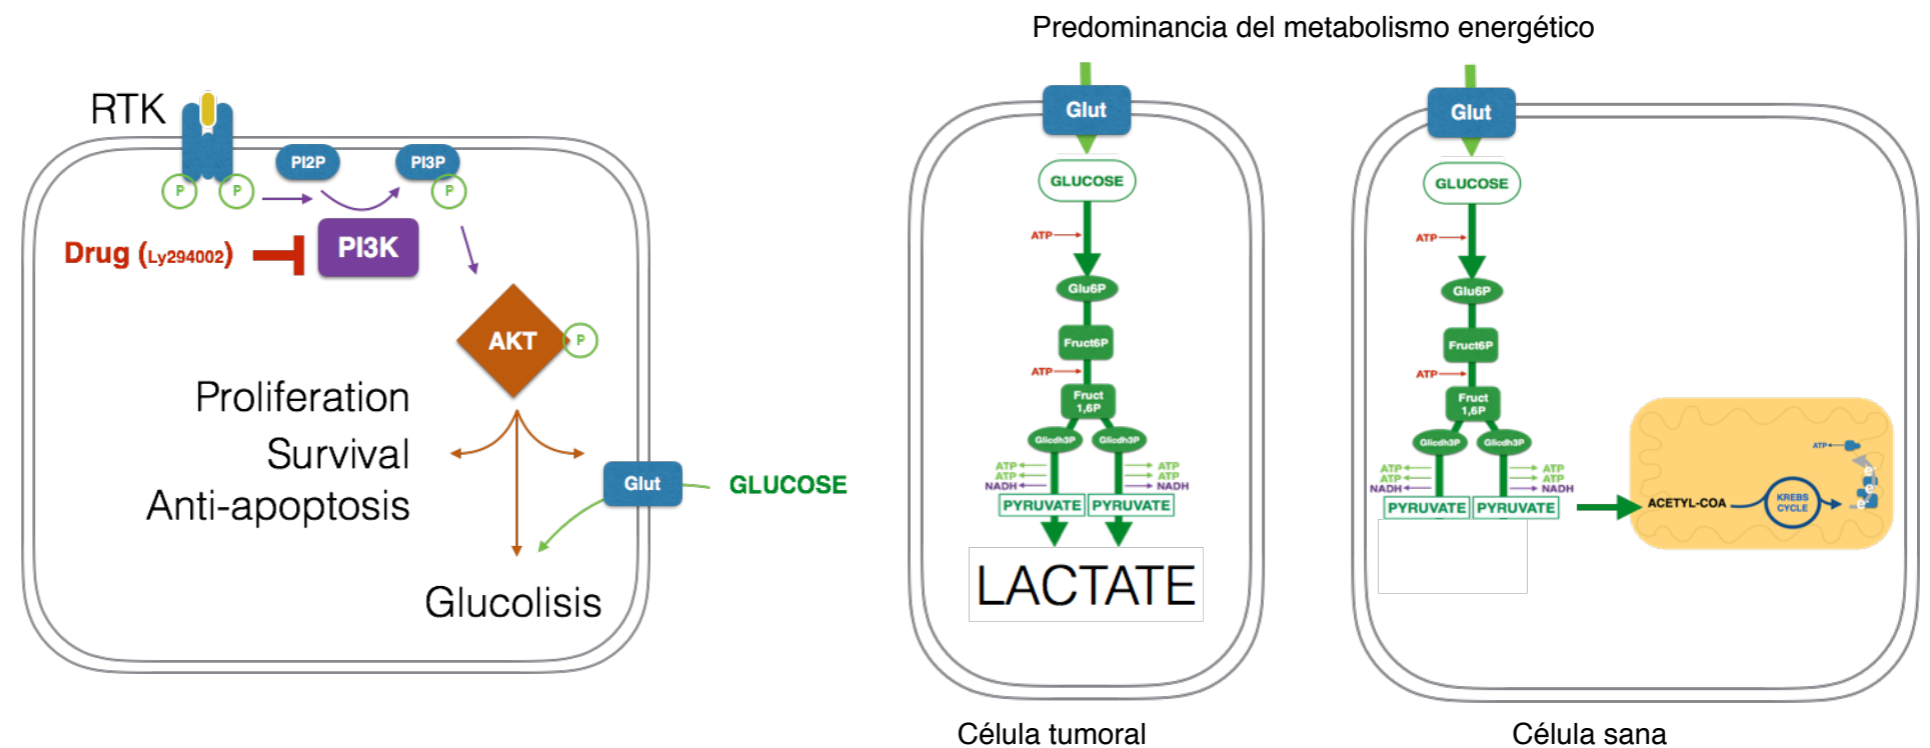 Predominancia del metabolismo energético
RTK
PI2P
PI3P
P
P
P
Drug (Ly294002)
PI3K
AKT
P
Proliferation
Survival
Anti-apoptosis
Glut
GLUCOSE
Glucolisis
Glut
GLUCOSE
ATP
Glu6P
Fruct6P
ATP
Fruct
1,6P
Glicdh3P
Glicdh3P
ATP
ATP
ATP
ATP
NADH
NADH
PYRUVATE
PYRUVATE
LACTATE
Célula tumoral
Glut
GLUCOSE
ATP
Glu6P
Fruct6P
ATP
Fruct
1,6P
Glicdh3P
Glicdh3P
ATP
ATP
ATP
ATP
NADH
NADH
PYRUVATE
PYRUVATE
ACETYL-COA
KREBS
CYCLE
ATP
e
e
e
Célula sana